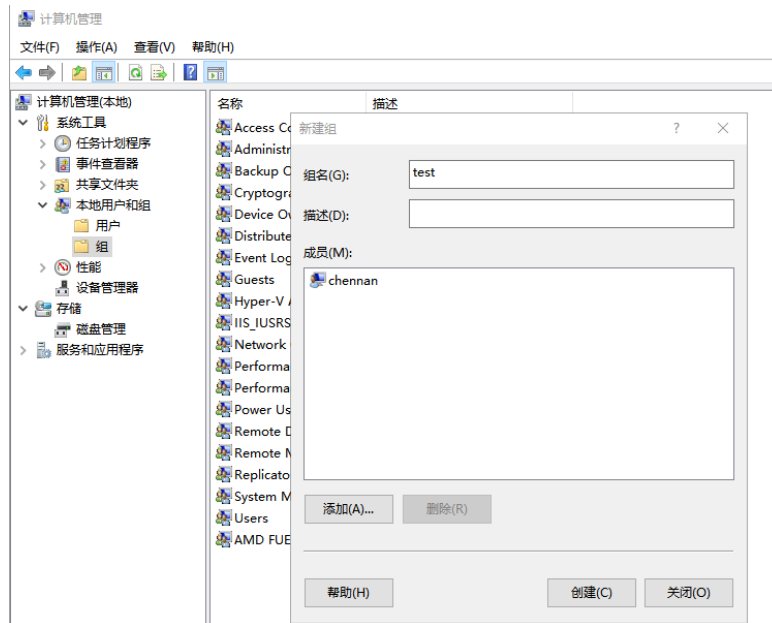 计算机管理
文件(F) 操作(A) 查看(V) 帮助(H)
计算机管理(本地)
系统工具
任务计划程序
事件查看器
共享文件夹
本地用户和组
用户
组
性能
设备管理器
存储
磁盘管理
服务和应用程序
名称 描述
Access Co
Administr
Backup O
Cryptogra
Device Ow
Distribute
Event Log
Guests
Hyper-V A
IIS_IUSRS
Network
Performa
Performa
Power Us
Remote D
Remote M
Replicato
System M
Users
AMD FUE
新建组
组名(G): test
描述(D):
成员(M):
chennan
添加(A)... 删除(R)
帮助(H) 创建(C) 关闭(O)